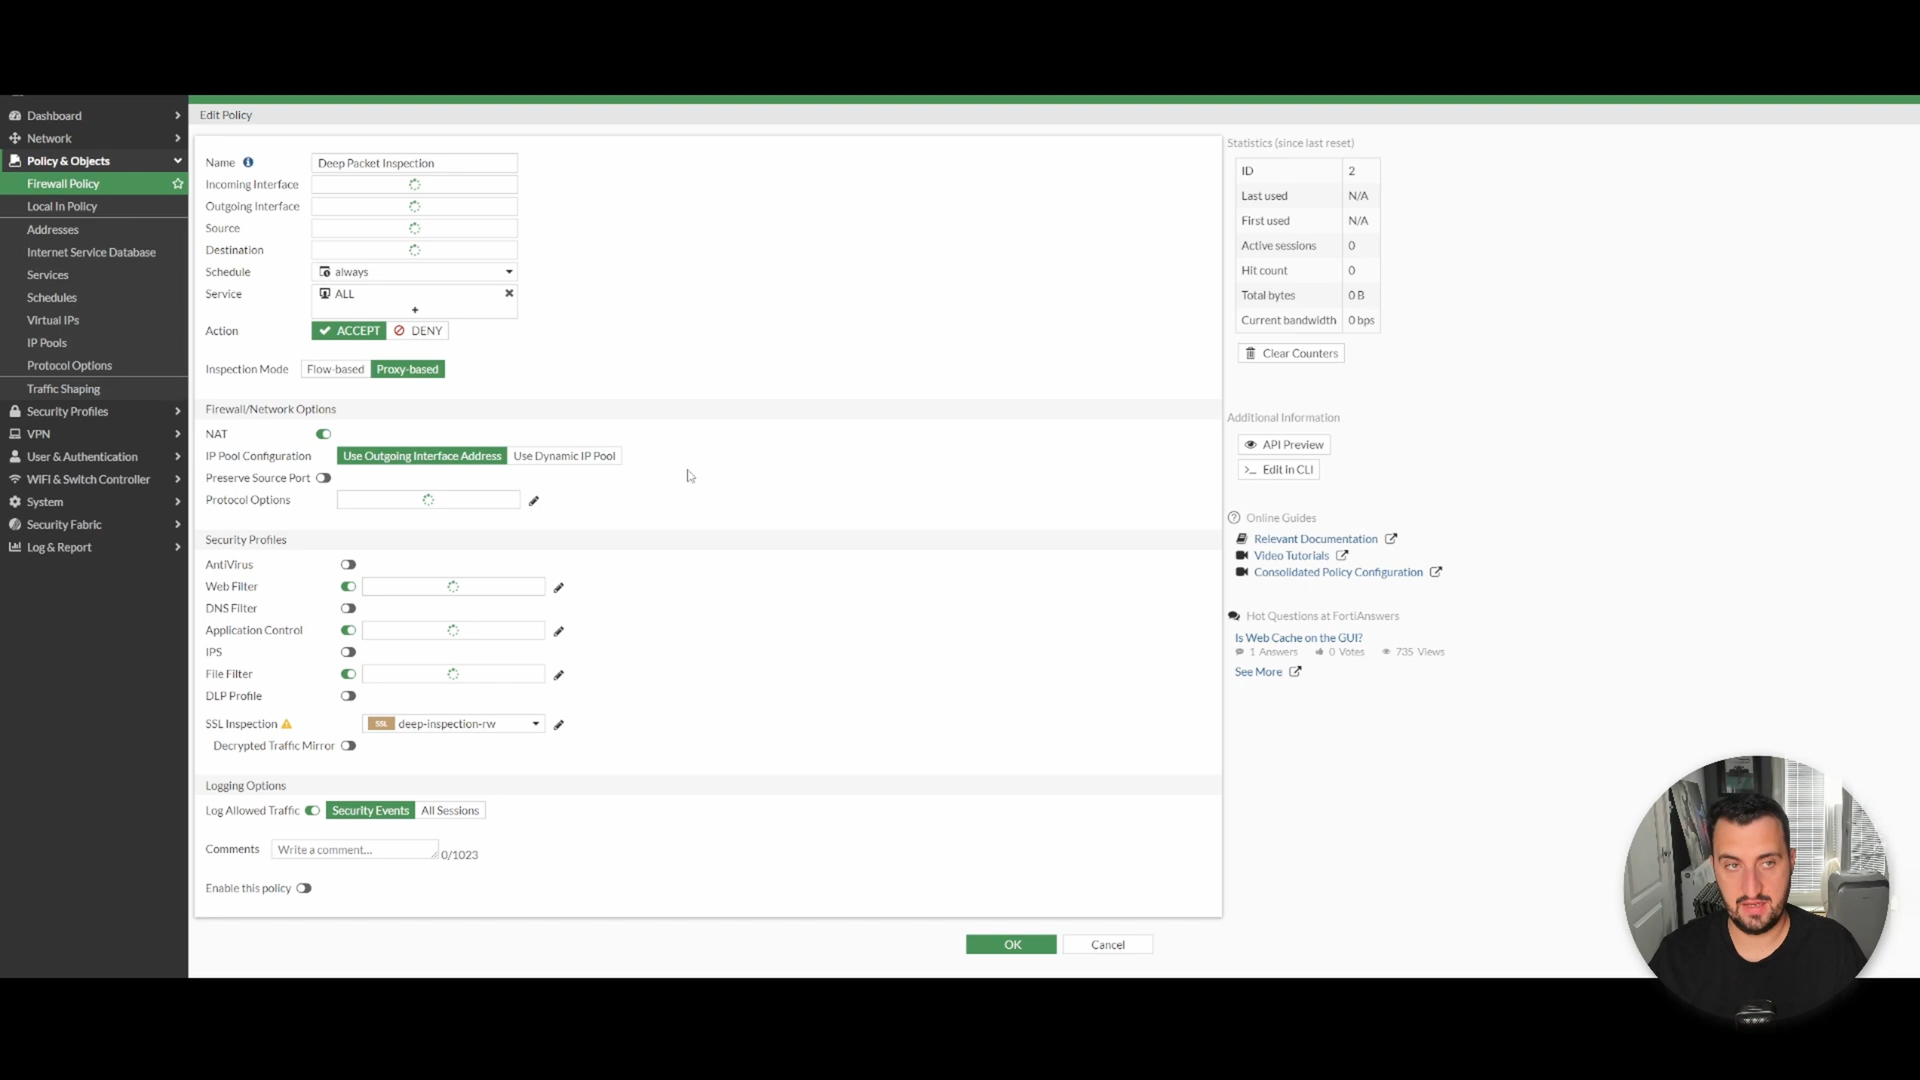 Dashboard
Network
Policy & Objects
Firewall Policy
Local In Policy
Addresses
Internet Service Database
Services
Schedules
Virtual IPs
IP Pools
Protocol Options
Traffic Shaping
Security Profiles
VPN
User & Authentication
WiFi & Switch Controller
System
Security Fabric
Log & Report
Edit Policy
Name
Deep Packet Inspection
Incoming Interface
Outgoing Interface
Source
Destination
Schedule always
Service ALL
+
Action ACCEPT DENY
Inspection Mode Flow-based Proxy-based
Firewall/Network Options
NAT
IP Pool Configuration Use Outgoing Interface Address Use Dynamic IP Pool
Preserve Source Port
Protocol Options
Security Profiles
AntiVirus
Web Filter
DNS Filter
Application Control
IPS
File Filter
DLP Profile
SSL Inspection SSL deep-inspection-rw
Decrypted Traffic Mirror
Logging Options
Log Allowed Traffic Security Events All Sessions
Comments Write a comment... 0/1023
Enable this policy
OK Cancel
Statistics (since last reset)
ID 2
Last used N/A
First used N/A
Active sessions 0
Hit count 0
Total bytes 0 B
Current bandwidth 0 bps
Clear Counters
Additional Information
API Preview
>_ Edit in CLI
Online Guides
Relevant Documentation
Video Tutorials
Consolidated Policy Configuration
Hot Questions at FortiAnswers
Is Web Cache on the GUI?
1 Answers 0 Votes 735 Views
See More